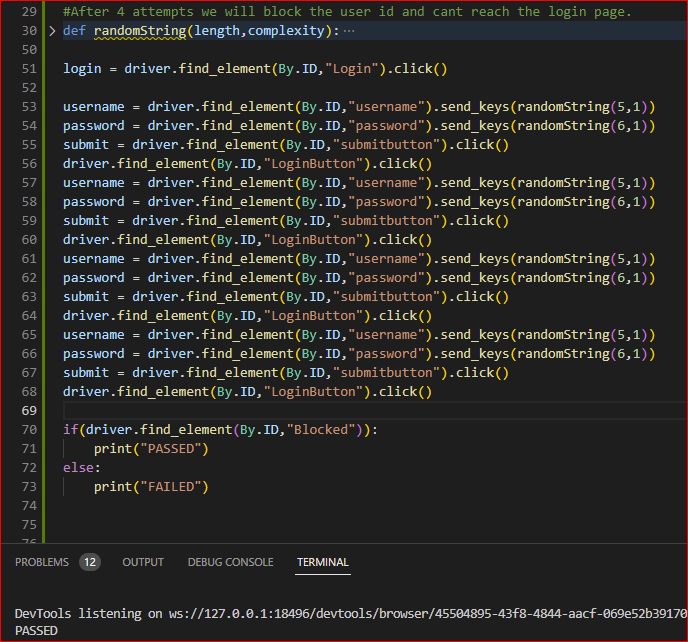 29 #After 4 attempts we will block the user id and cant reach the login page.
30 > def randomString(length,complexity):···
50
51 login = driver.find_element(By.ID,"Login").click()
52
53 username = driver.find_element(By.ID,"username").send_keys(randomString(5,1))
54 password = driver.find_element(By.ID,"password").send_keys(randomString(6,1))
55 submit = driver.find_element(By.ID,"submitbutton").click()
56 driver.find_element(By.ID,"LoginButton").click()
57 username = driver.find_element(By.ID,"username").send_keys(randomString(5,1))
58 password = driver.find_element(By.ID,"password").send_keys(randomString(6,1))
59 submit = driver.find_element(By.ID,"submitbutton").click()
60 driver.find_element(By.ID,"LoginButton").click()
61 username = driver.find_element(By.ID,"username").send_keys(randomString(5,1))
62 password = driver.find_element(By.ID,"password").send_keys(randomString(6,1))
63 submit = driver.find_element(By.ID,"submitbutton").click()
64 driver.find_element(By.ID,"LoginButton").click()
65 username = driver.find_element(By.ID,"username").send_keys(randomString(5,1))
66 password = driver.find_element(By.ID,"password").send_keys(randomString(6,1))
67 submit = driver.find_element(By.ID,"submitbutton").click()
68 driver.find_element(By.ID,"LoginButton").click()
69
70 if(driver.find_element(By.ID,"Blocked")):
71 print("PASSED")
72 else:
73 print("FAILED")
74
75
76
PROBLEMS 12 OUTPUT DEBUG CONSOLE TERMINAL
DevTools listening on ws://127.0.0.1:18496/devtools/browser/45504895-43f8-4844-aacf-069e52b39170
PASSED